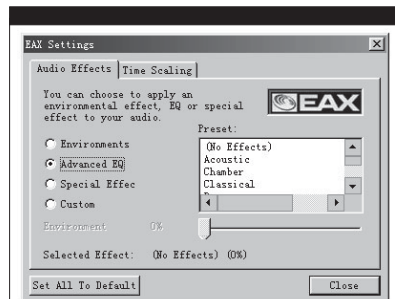 EAX Settings
Audio Effects
Time Scaling
You can choose to apply an
environmental effect, EQ or special
effect to your audio.
EAX
Preset:
Environments
Advanced EQ
Special Effec
Custom
(No Effects)
Acoustic
Chamber
Classical
Environment 0%
Selected Effect: (No Effects) (0%)
Set All To Default
Close